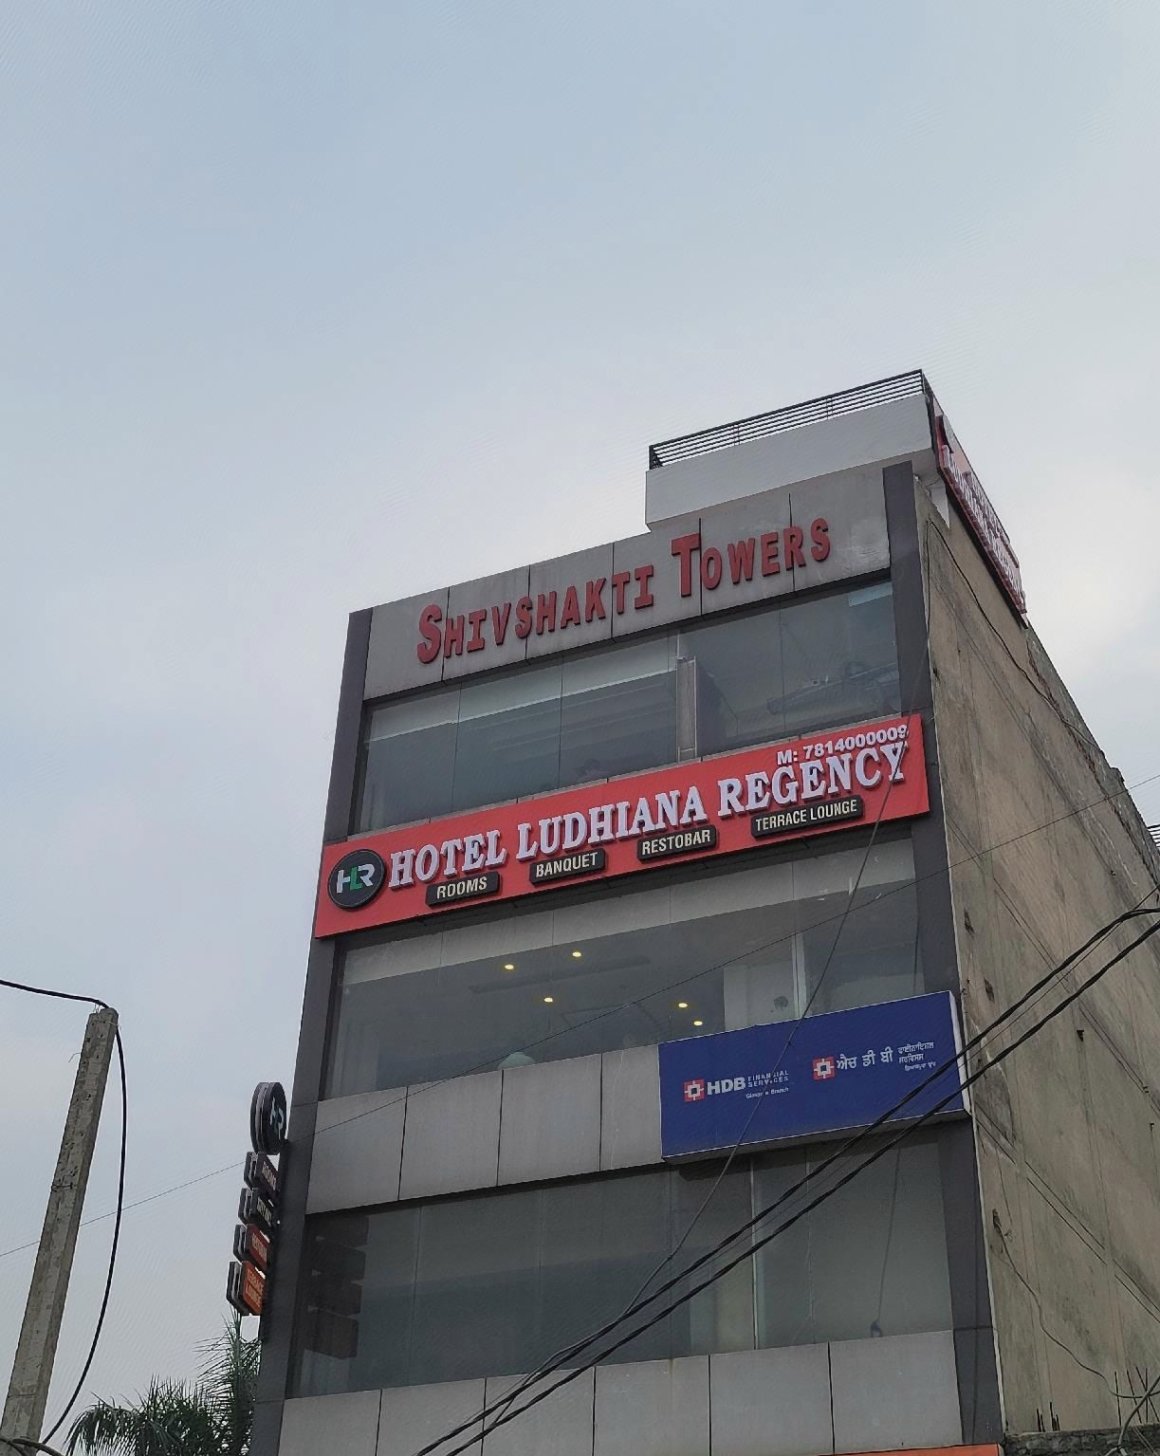 SHIVSHAKTI TOWERS
M: 7814000009
HLR HOTEL LUDHIANA REGENCY
ROOMS BANQUET RESTOBAR TERRACE LOUNGE
HDB FINANCIAL SERVICES
ਐਚ ਡੀ ਬੀ